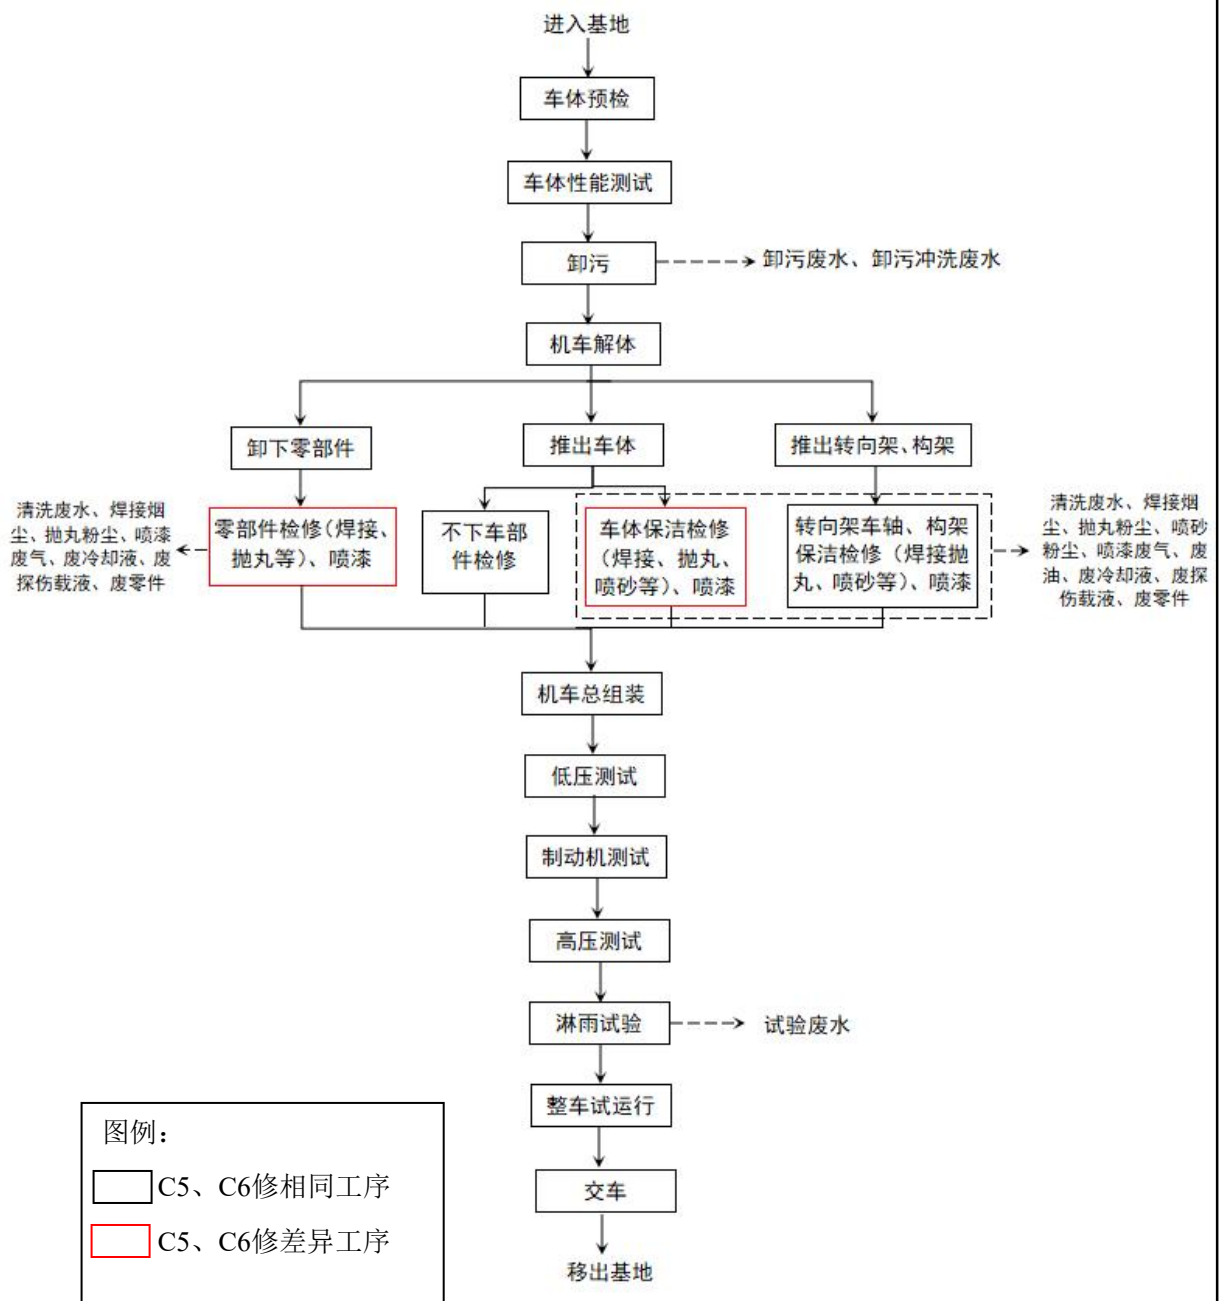 进入基地
车体预检
车体性能测试
卸污
卸污废水、卸污冲洗废水
机车解体
卸下零部件
推出车体
推出转向架、构架
清洗废水、焊接烟
尘、抛丸粉尘、喷漆
废气、废冷却液、废
探伤载液、废零件
零部件检修(焊接、
抛丸等)、喷漆
不下车部
件检修
车体保洁检修
（焊接、抛丸、
喷砂等)、喷漆
转向架车轴、构架
保洁检修（焊接抛
丸、喷砂等)、喷漆
清洗废水、焊接烟
尘、抛丸粉尘、喷砂
粉尘、喷漆废气、废
油、废冷却液、废探
伤载液、废零件
机车总组装
低压测试
制动机测试
高压测试
淋雨试验
试验废水
整车试运行
交车
移出基地
图例：
C5、C6修相同工序
C5、C6修差异工序